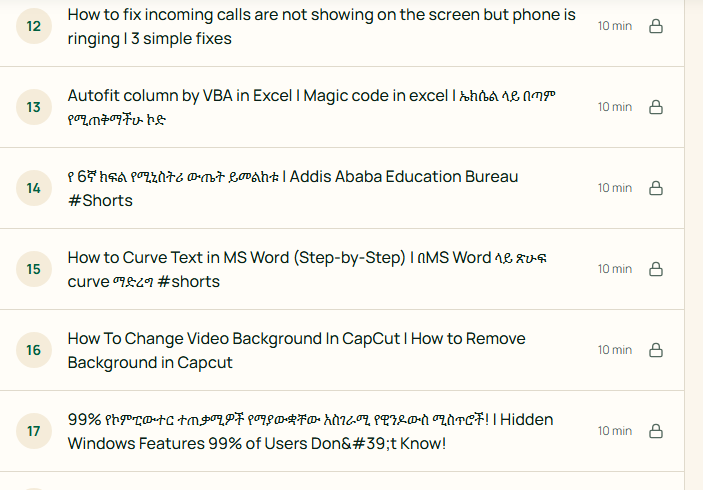 12
How to fix incoming calls are not showing on the screen but phone is
ringing | 3 simple fixes
10 min
13
Autofit column by VBA in Excel | Magic code in excel | ኤክሴል ላይ በጣም
የሚጠቅማችሁ ኮድ
10 min
14
የ 6ኛ ክፍል የሚኒስትሪ ውጤት ይመልከቱ | Addis Ababa Education Bureau
#Shorts
10 min
15
How to Curve Text in MS Word (Step-by-Step) | በMS Word ላይ ጽሁፍ
curve ማድረግ #shorts
10 min
16
How To Change Video Background In CapCut | How to Remove
Background in Capcut
10 min
17
99% የኮምፒውተር ተጠቃሚዎች የማያውቋቸው አስገራሚ የዊንዶውስ ሚስጥሮች! | Hidden
Windows Features 99% of Users Don&#39;t Know!
10 min